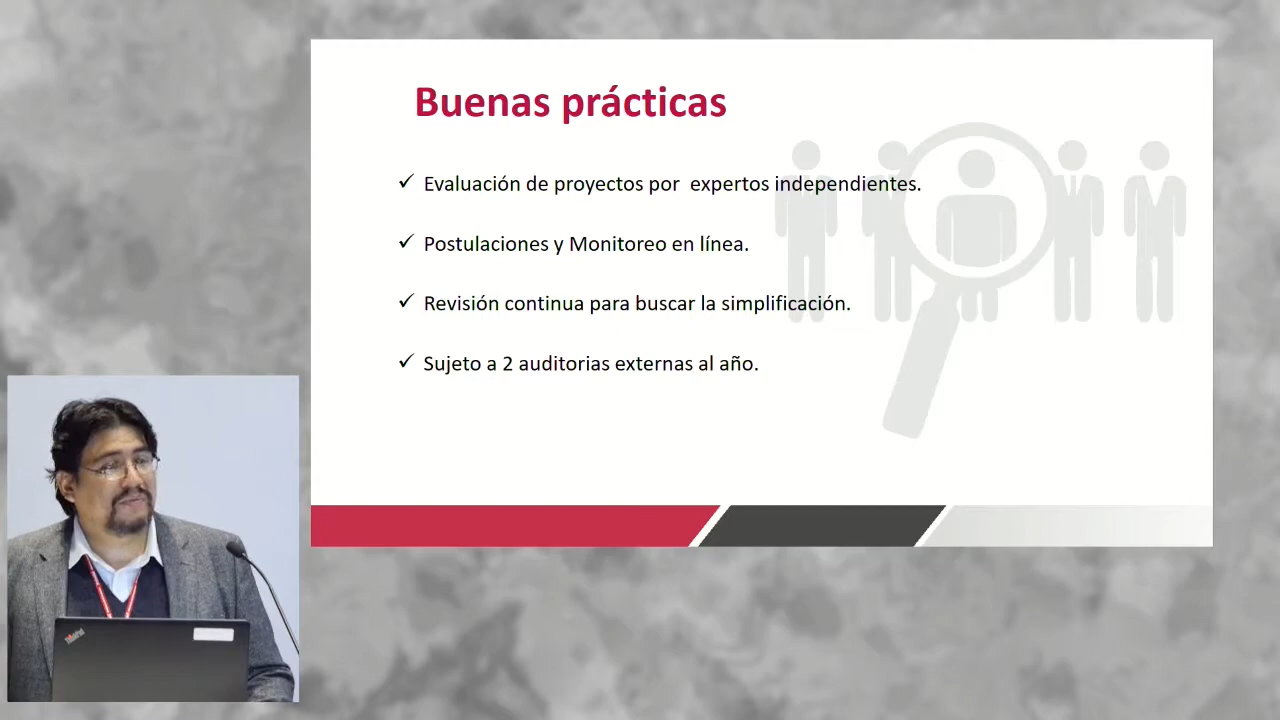 Buenas prácticas
✓ Evaluación de proyectos por expertos independientes.
✓ Postulaciones y Monitoreo en línea.
✓ Revisión continua para buscar la simplificación.
✓ Sujeto a 2 auditorias externas al año.